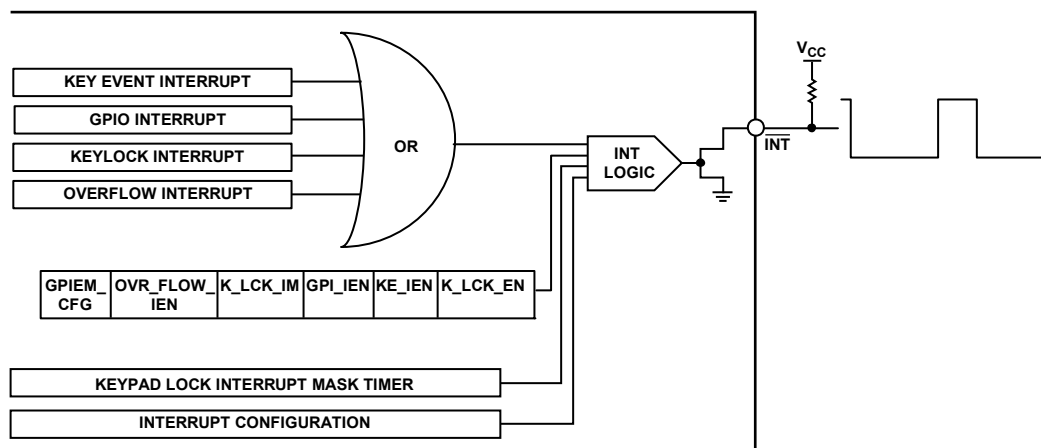 KEY EVENT INTERRUPT
GPIO INTERRUPT
KEYLOCK INTERRUPT
OVERFLOW INTERRUPT
OR
INT
LOGIC
VCC
INT
GPIEM_
CFG
OVR_FLOW_
IEN
K_LCK_IM
GPI_IEN
KE_IEN
K_LCK_EN
KEYPAD LOCK INTERRUPT MASK TIMER
INTERRUPT CONFIGURATION